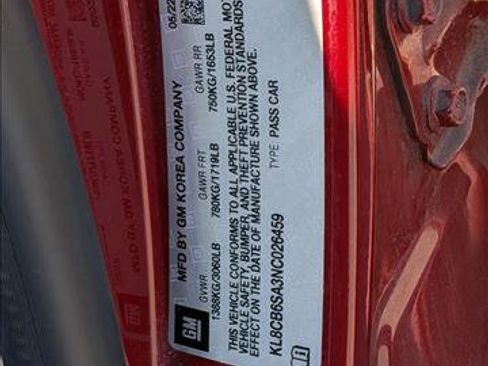 05/22
MFD BY GM KOREA COMPANY
GVWR GAWR FRT GAWR RR
1388KG/3060LB 780KG/1719LB 750KG/1653LB
THIS VEHICLE CONFORMS TO ALL APPLICABLE U.S. FEDERAL MO
VEHICLE SAFETY, BUMPER, AND THEFT PREVENTION STANDARDS
EFFECT ON THE DATE OF MANUFACTURE SHOWN ABOVE.
KL8CB6SA3NC026459 TYPE: PASS CAR
GM